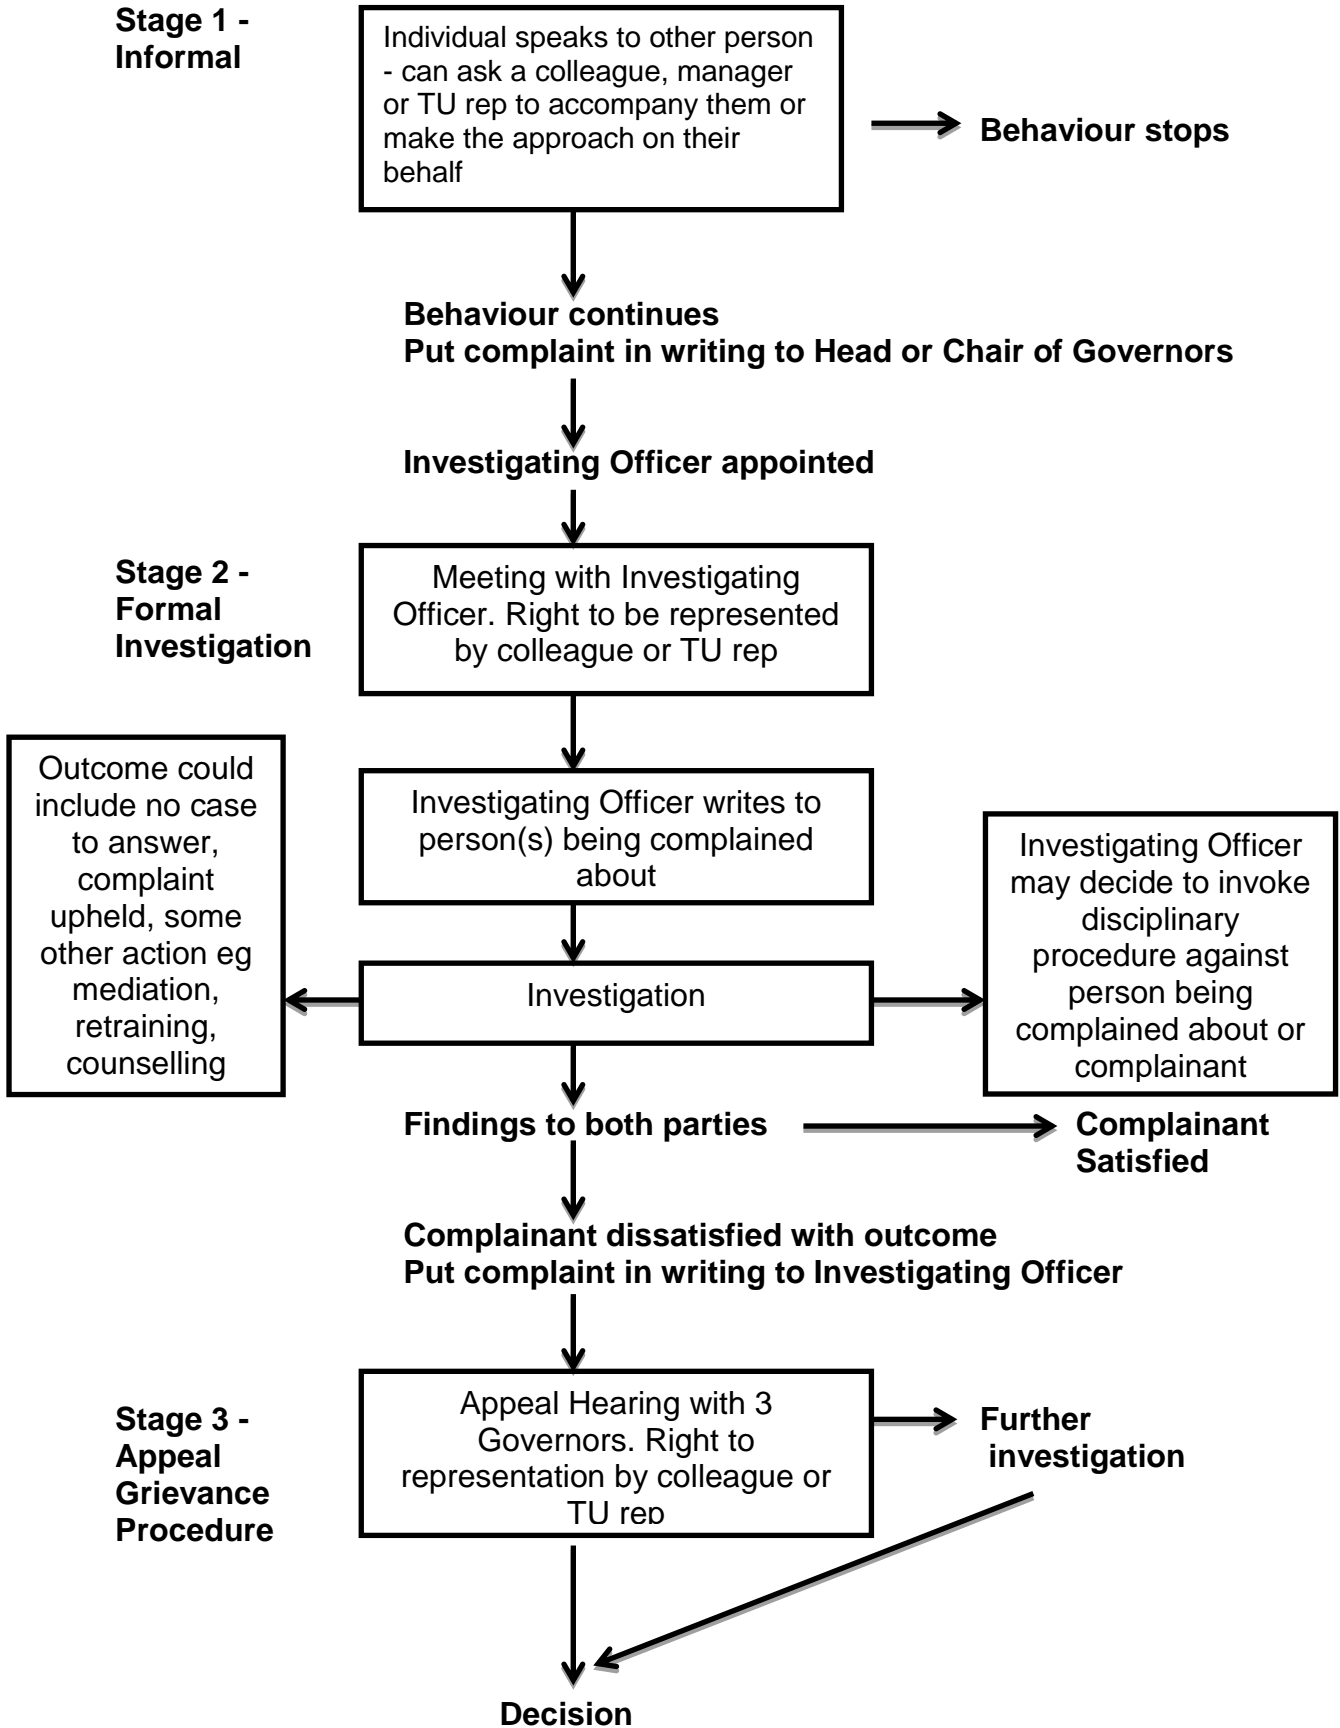 Stage 1 -
Informal
Individual speaks to other person
- can ask a colleague, manager
or TU rep to accompany them or
make the approach on their
behalf
Behaviour stops
Behaviour continues
Put complaint in writing to Head or Chair of Governors
Investigating Officer appointed
Stage 2 -
Formal
Investigation
Meeting with Investigating
Officer. Right to be represented
by colleague or TU rep
Investigating Officer writes to
person(s) being complained
about
Outcome could
include no case
to answer,
complaint
upheld, some
other action eg
mediation,
retraining,
counselling
Investigation
Investigating Officer
may decide to invoke
disciplinary
procedure against
person being
complained about or
complainant
Findings to both parties
Complainant
Satisfied
Complainant dissatisfied with outcome
Put complaint in writing to Investigating Officer
Stage 3 -
Appeal
Grievance
Procedure
Appeal Hearing with 3
Governors. Right to
representation by colleague or
TU rep
Further
investigation
Decision